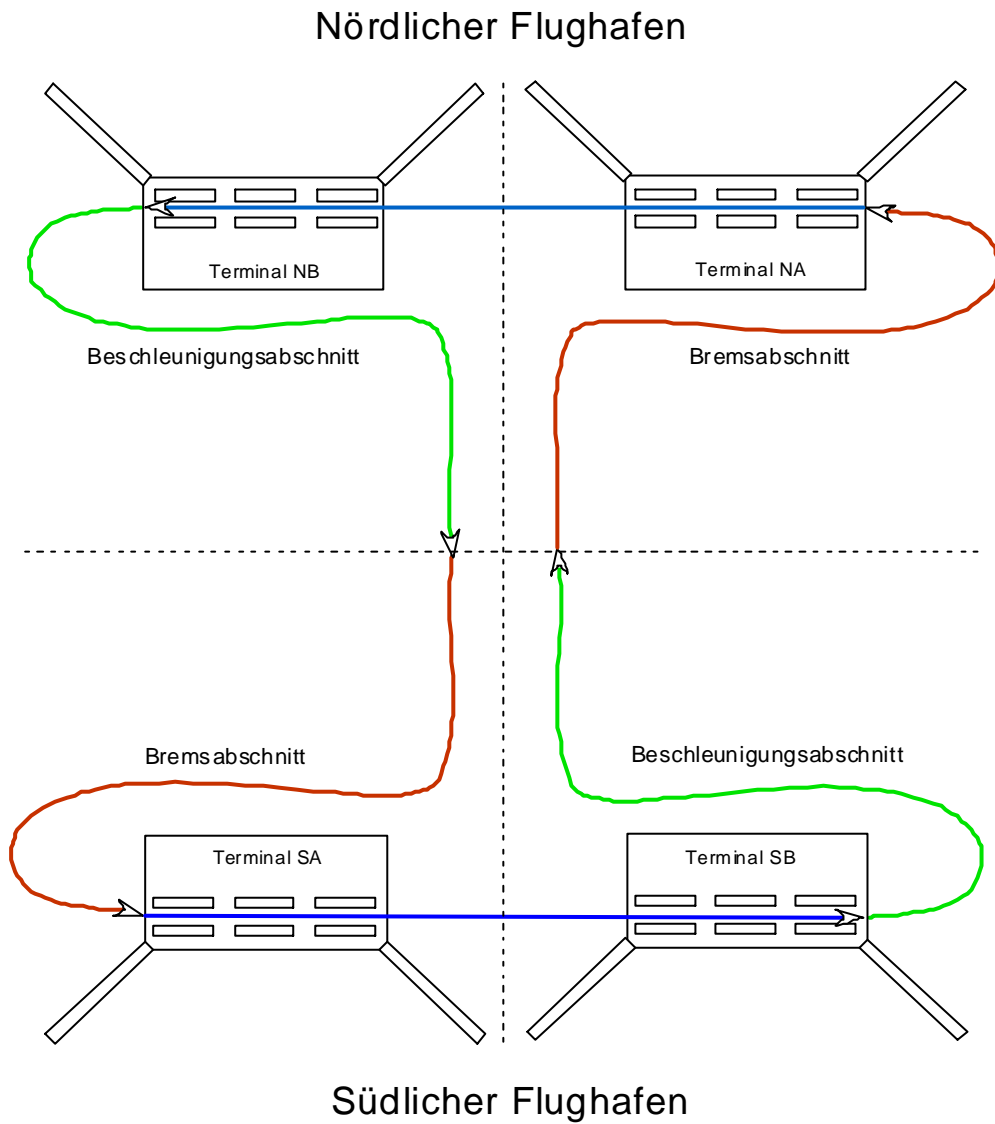 Nördlicher Flughafen
Terminal NB
Terminal NA
Beschleunigungsabschnitt
Bremsabschnitt
Bremsabschnitt
Beschleunigungsabschnitt
Terminal SA
Terminal SB
Südlicher Flughafen